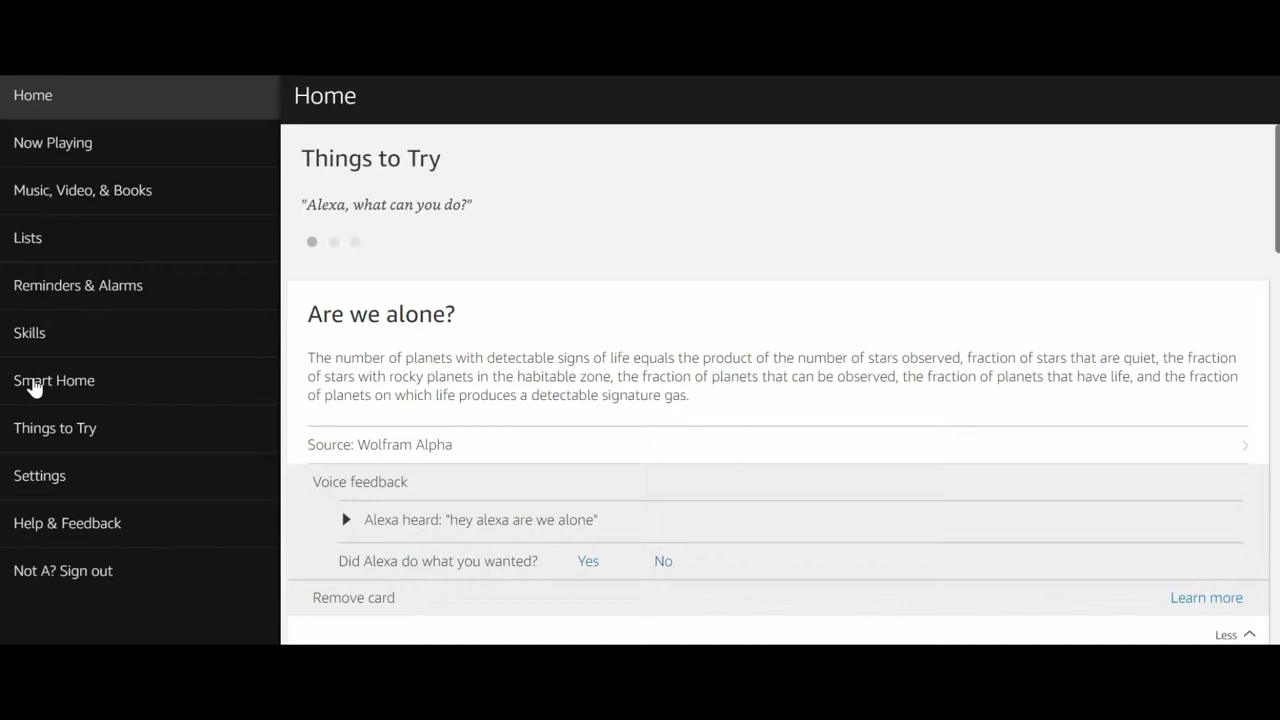 Home
Now Playing
Music, Video, & Books
Lists
Reminders & Alarms
Skills
Smart Home
Things to Try
Settings
Help & Feedback
Not A? Sign out
Home
Things to Try
"Alexa, what can you do?"
Are we alone?
The number of planets with detectable signs of life equals the product of the number of stars observed, fraction of stars that are quiet, the fraction
of stars with rocky planets in the habitable zone, the fraction of planets that can be observed, the fraction of planets that have life, and the fraction
of planets on which life produces a detectable signature gas.
Source: Wolfram Alpha
Voice feedback
Alexa heard: "hey alexa are we alone"
Did Alexa do what you wanted? Yes No
Remove card Learn more
Less